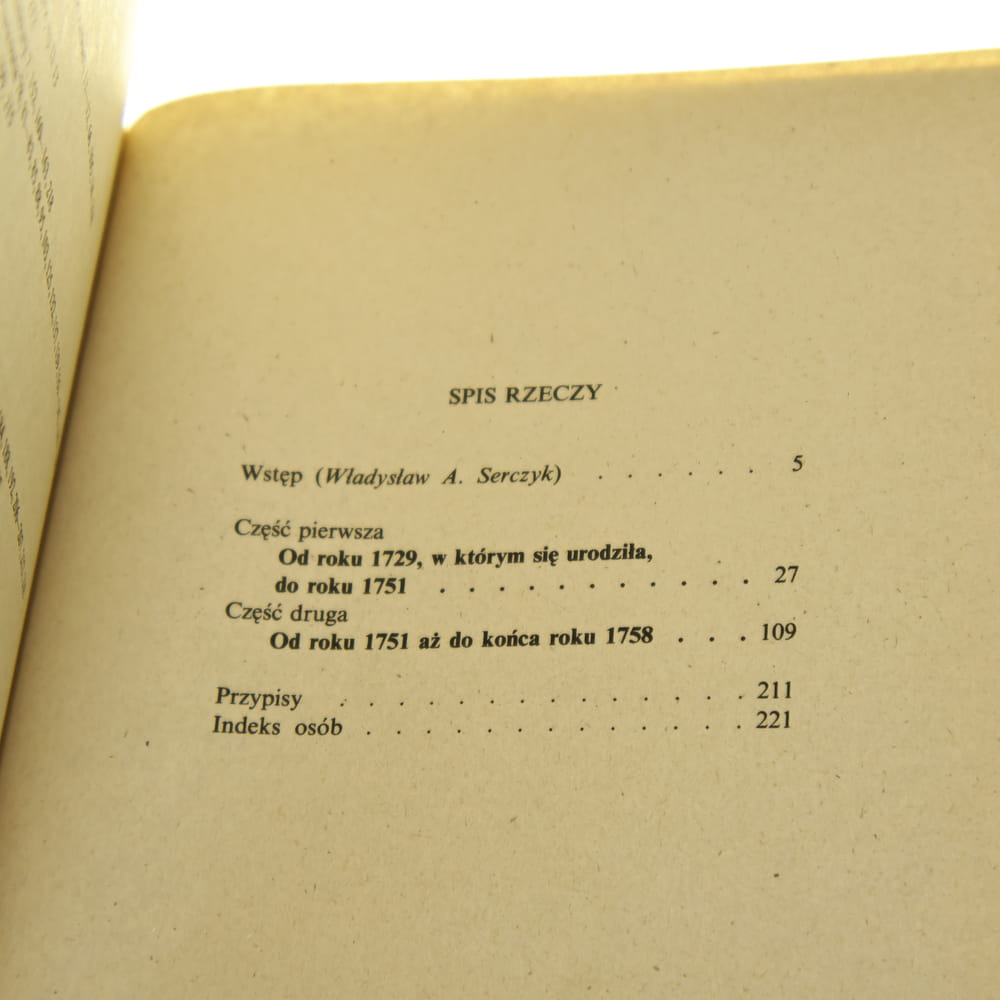 SPIS RZECZY
Wstęp (Władysław A. Serczyk) . . . . . . 5
Część pierwsza
Od roku 1729, w którym się urodziła,
do roku 1751 . . . . . . . . . . . 27
Część druga
Od roku 1751 aż do końca roku 1758 . . . 109
Przypisy . . . . . . . . . . . . . . 211
Indeks osób . . . . . . . . . . . . . 221